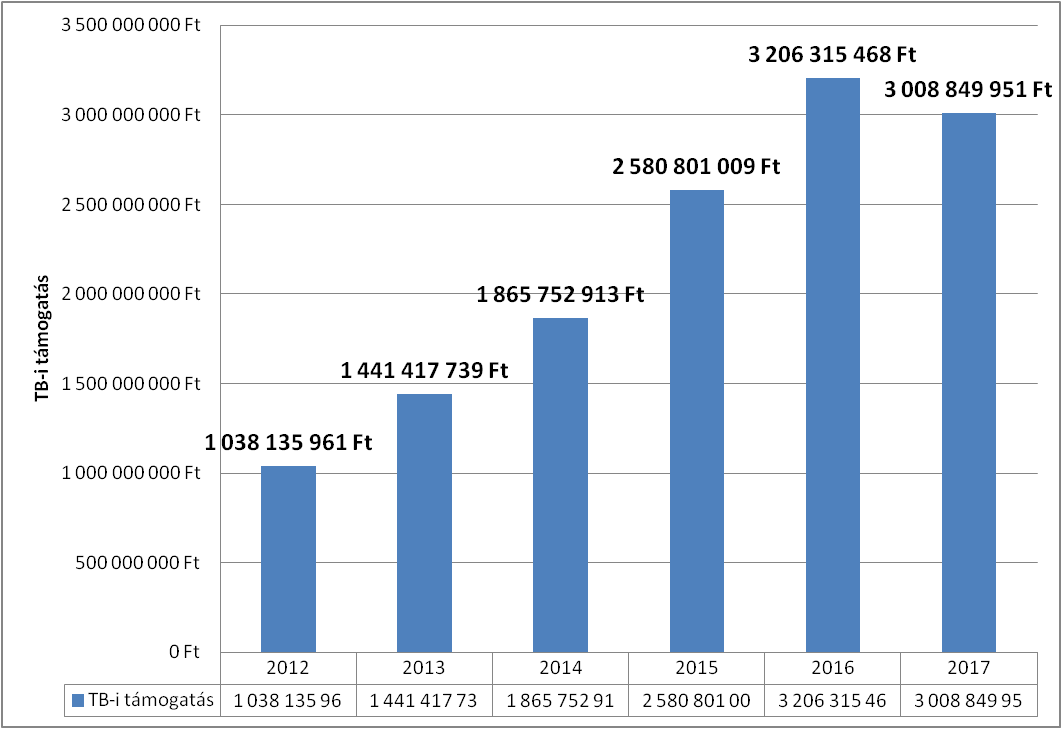 3 500 000 000 Ft
3 000 000 000 Ft
2 500 000 000 Ft
2 000 000 000 Ft
1 500 000 000 Ft
1 000 000 000 Ft
500 000 000 Ft
0 Ft
TB-i támogatás
1 038 135 961 Ft
1 441 417 739 Ft
1 865 752 913 Ft
2 580 801 009 Ft
3 206 315 468 Ft
3 008 849 951 Ft
2012 2013 2014 2015 2016 2017
TB-i támogatás 1 038 135 96 1 441 417 73 1 865 752 91 2 580 801 00 3 206 315 46 3 008 849 95